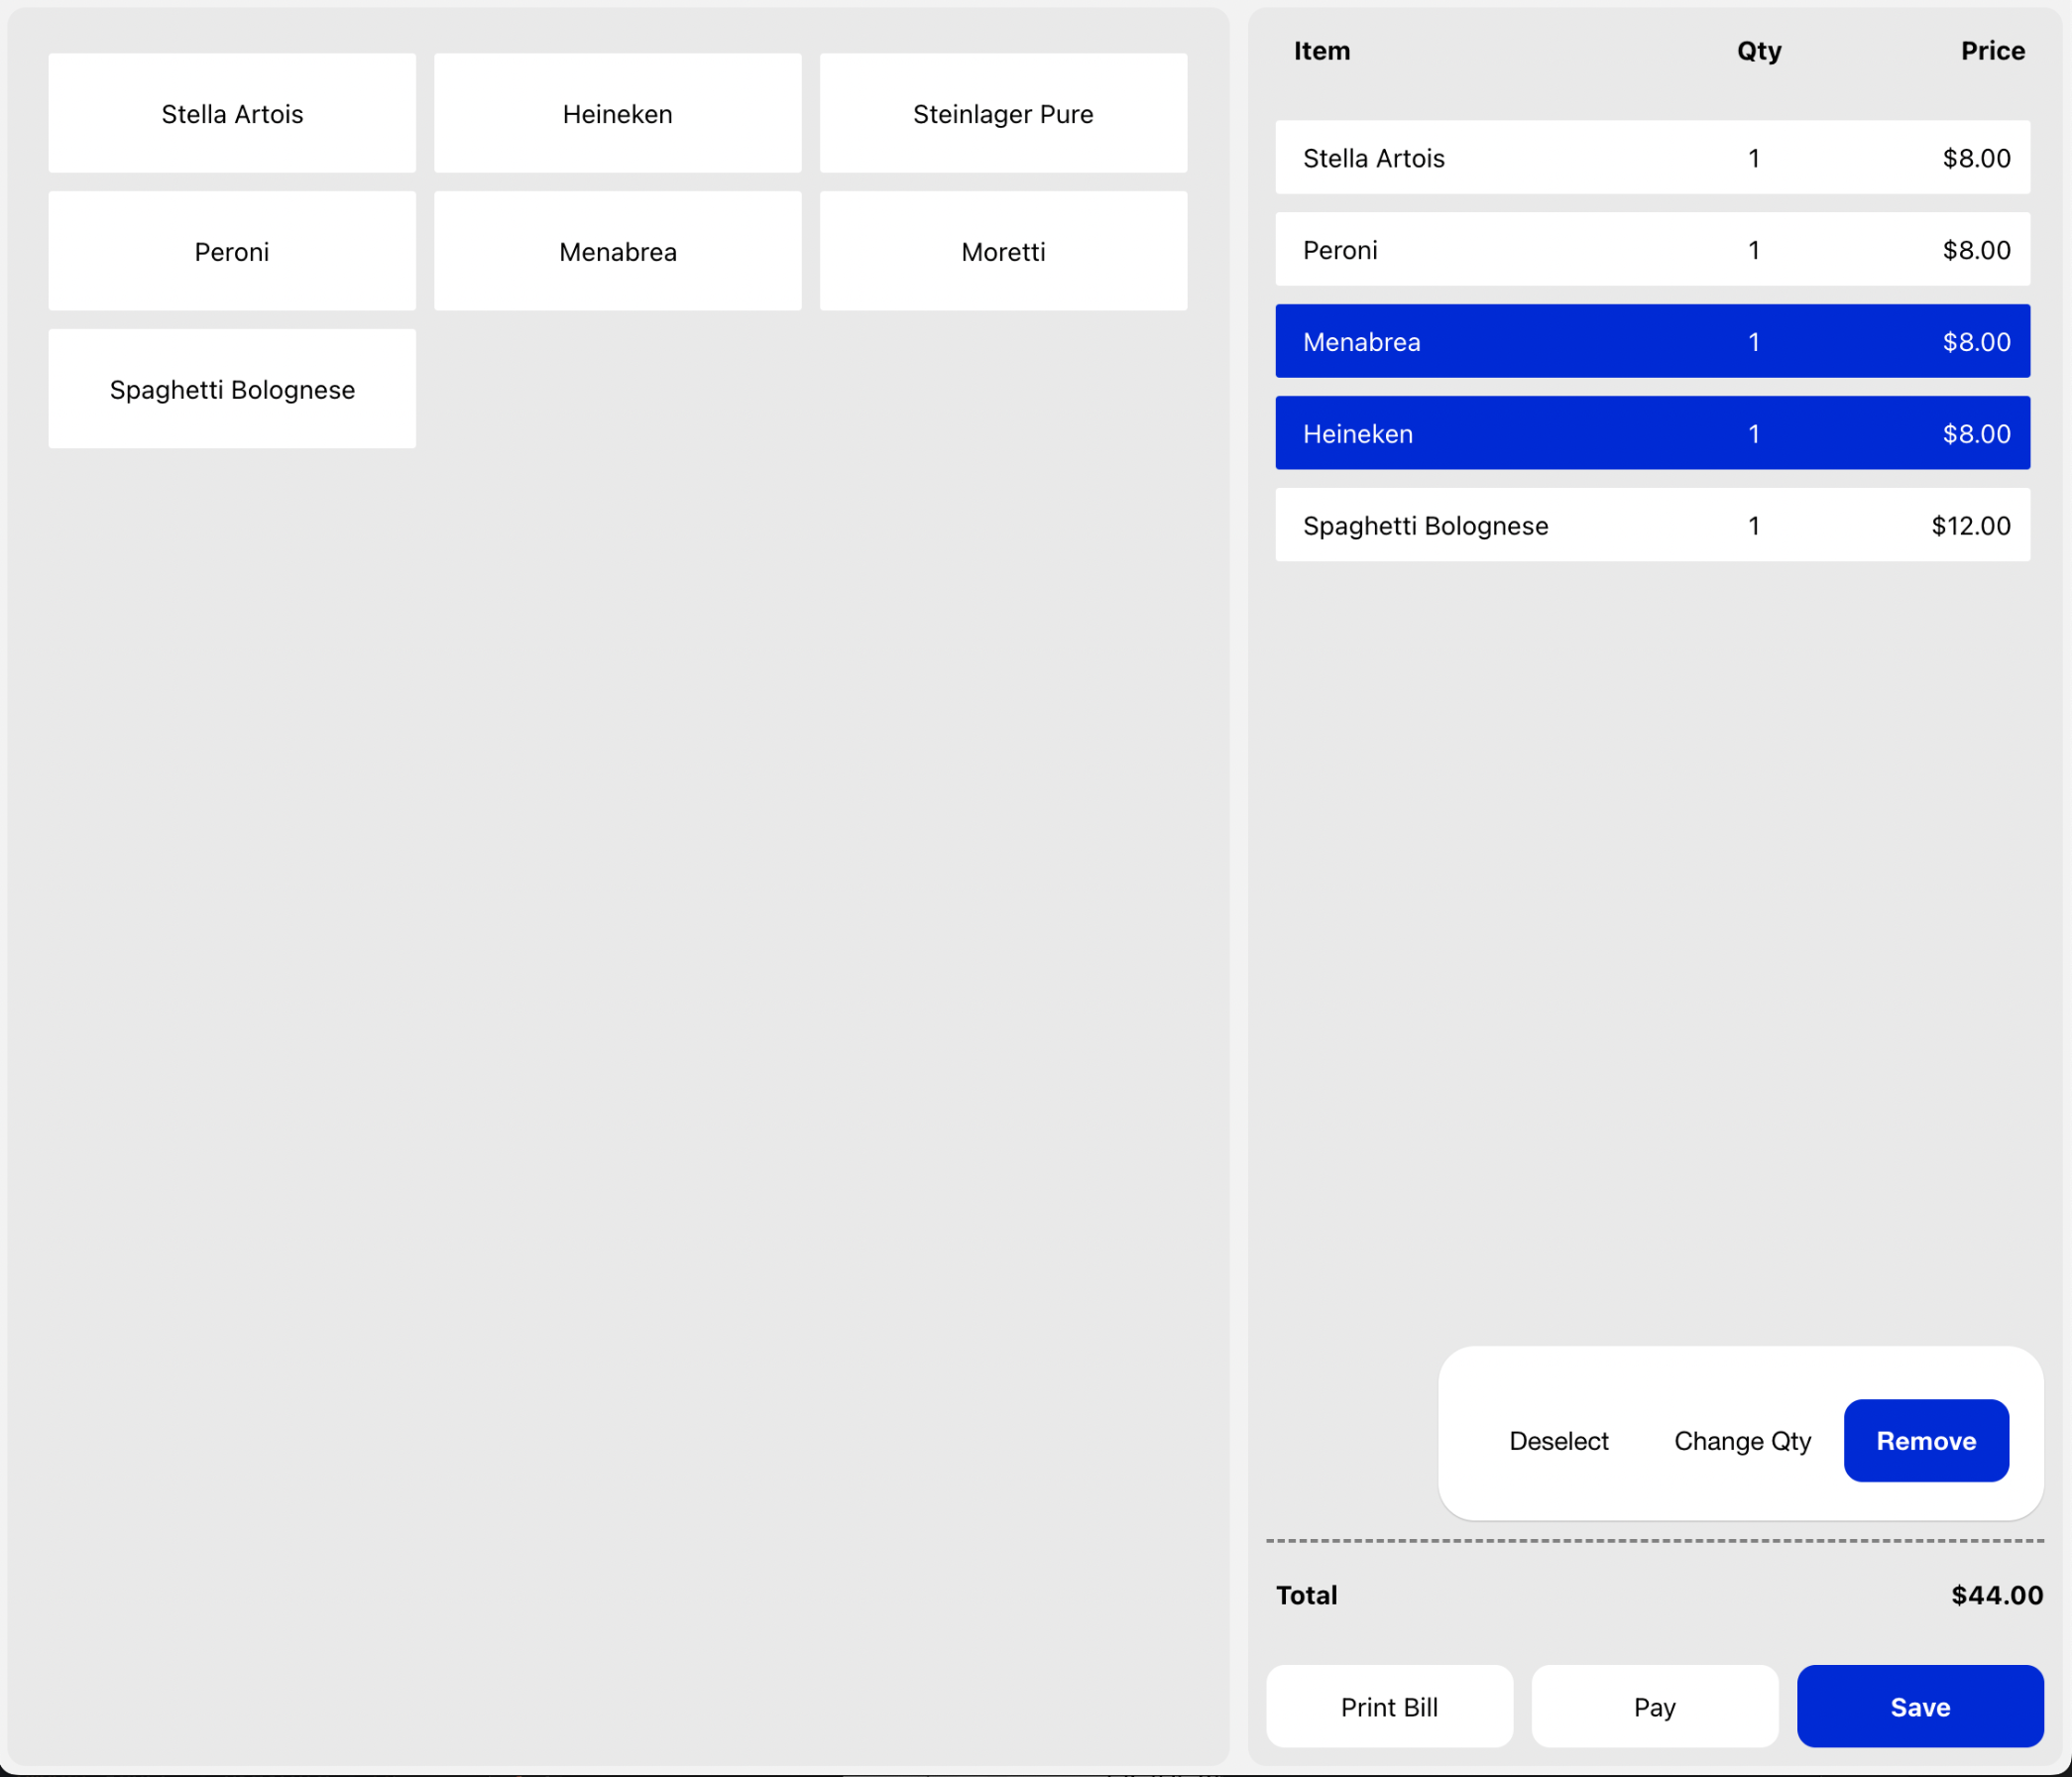 Stella Artois
Heineken
Steinlager Pure
Peroni
Menabrea
Moretti
Spaghetti Bolognese
Item Qty Price
Stella Artois 1 $8.00
Peroni 1 $8.00
Menabrea 1 $8.00
Heineken 1 $8.00
Spaghetti Bolognese 1 $12.00
Deselect
Change Qty
Remove
Total $44.00
Print Bill
Pay
Save